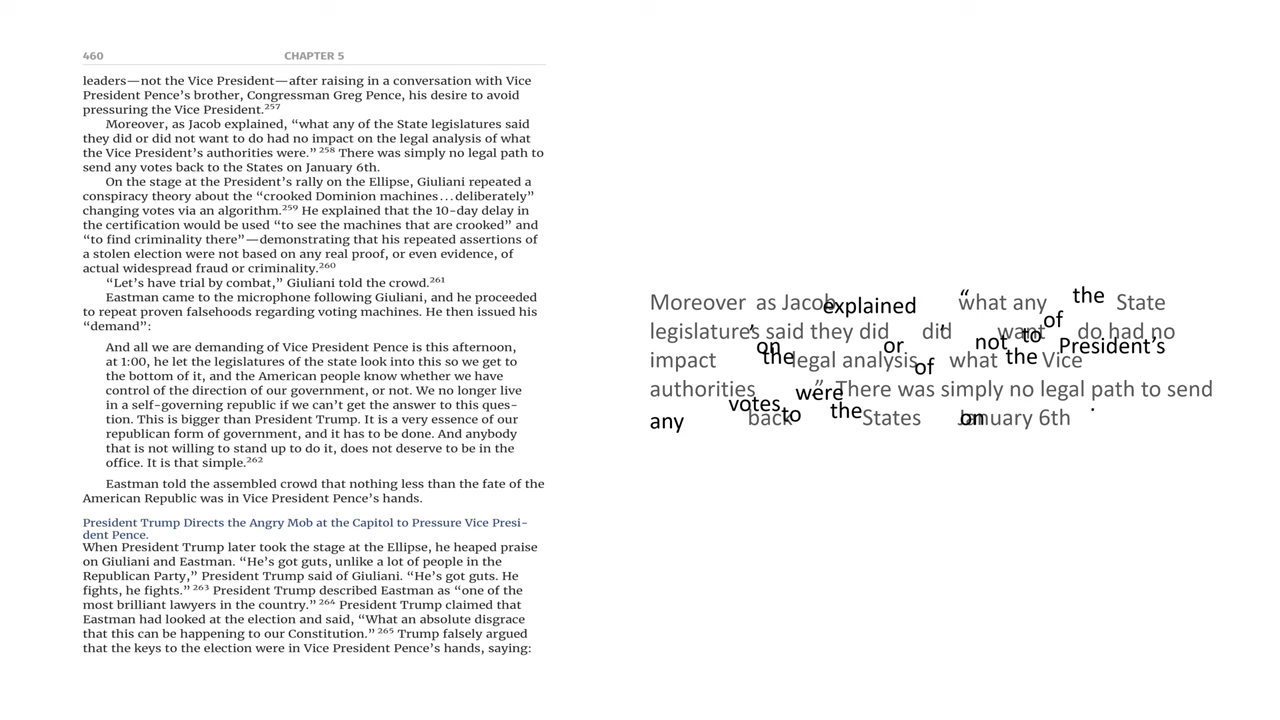 460 CHAPTER 5
leaders—not the Vice President—after raising in a conversation with Vice
President Pence’s brother, Congressman Greg Pence, his desire to avoid
pressuring the Vice President.257
Moreover, as Jacob explained, “what any of the State legislatures said
they did or did not want to do had no impact on the legal analysis of what
the Vice President’s authorities were.” 258 There was simply no legal path to
send any votes back to the States on January 6th.
On the stage at the President’s rally on the Ellipse, Giuliani repeated a
conspiracy theory about the “crooked Dominion machines...deliberately”
changing votes via an algorithm.259 He explained that the 10-day delay in
the certification would be used “to see the machines that are crooked” and
“to find criminality there”—demonstrating that his repeated assertions of
a stolen election were not based on any real proof, or even evidence, of
actual widespread fraud or criminality.260
“Let’s have trial by combat,” Giuliani told the crowd.261
Eastman came to the microphone following Giuliani, and he proceeded
to repeat proven falsehoods regarding voting machines. He then issued his
“demand”:
And all we are demanding of Vice President Pence is this afternoon,
at 1:00, he let the legislatures of the state look into this so we get to
the bottom of it, and the American people know whether we have
control of the direction of our government, or not. We no longer live
in a self-governing republic if we can’t get the answer to this ques-
tion. This is bigger than President Trump. It is a very essence of our
republican form of government, and it has to be done. And anybody
that is not willing to stand up to do it, does not deserve to be in the
office. It is that simple.262
Eastman told the assembled crowd that nothing less than the fate of the
American Republic was in Vice President Pence’s hands.
President Trump Directs the Angry Mob at the Capitol to Pressure Vice Presi-
dent Pence.
When President Trump later took the stage at the Ellipse, he heaped praise
on Giuliani and Eastman. “He’s got guts, unlike a lot of people in the
Republican Party,” President Trump said of Giuliani. “He’s got guts. He
fights, he fights.” 263 President Trump described Eastman as “one of the
most brilliant lawyers in the country.” 264 President Trump claimed that
Eastman had looked at the election and said, “What an absolute disgrace
that this can be happening to our Constitution.” 265 Trump falsely argued
that the keys to the election were in Vice President Pence’s hands, saying:
Moreover as Jacob explained “ what any the State
legislatures , said they did , did want of do had no
impact on the legal analysis or of what not to the Vice President’s
authorities were ” There was simply no legal path to send
any votes back to the States on January 6th .